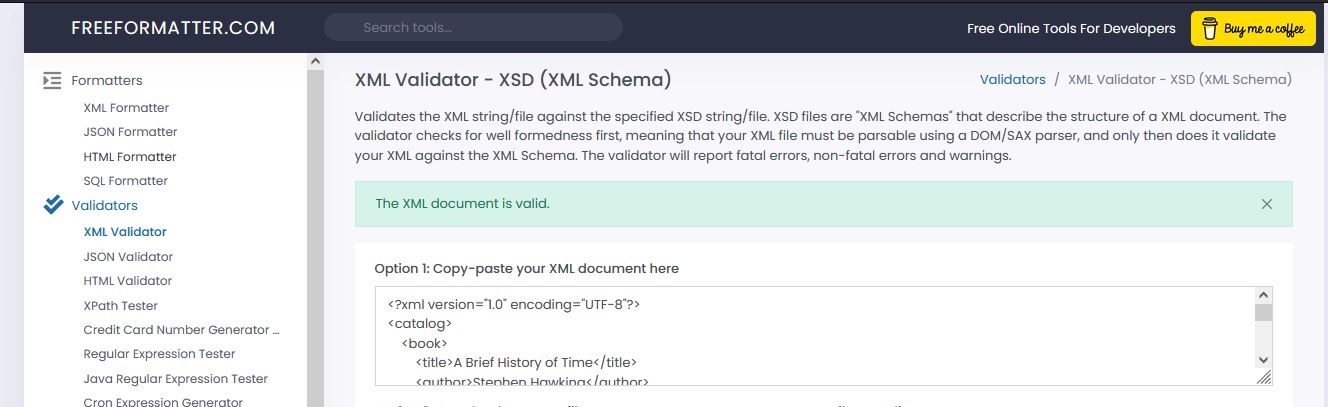 FREEFORMATTER.COM
Search tools...
Free Online Tools For Developers
Buy me a coffee
Formatters
XML Formatter
JSON Formatter
HTML Formatter
SQL Formatter
Validators
XML Validator
JSON Validator
HTML Validator
XPath Tester
Credit Card Number Generator ...
Regular Expression Tester
Java Regular Expression Tester
Cron Expression Generator
XML Validator - XSD (XML Schema)
Validators / XML Validator - XSD (XML Schema)
Validates the XML string/file against the specified XSD string/file. XSD files are "XML Schemas" that describe the structure of a XML document. The
validator checks for well formedness first, meaning that your XML file must be parsable using a DOM/SAX parser, and only then does it validate
your XML against the XML Schema. The validator will report fatal errors, non-fatal errors and warnings.
The XML document is valid.
Option 1: Copy-paste your XML document here
<?xml version="1.0" encoding="UTF-8"?>
<catalog>
<book>
<title>A Brief History of Time</title>
<author>Stephen Hawking</author>